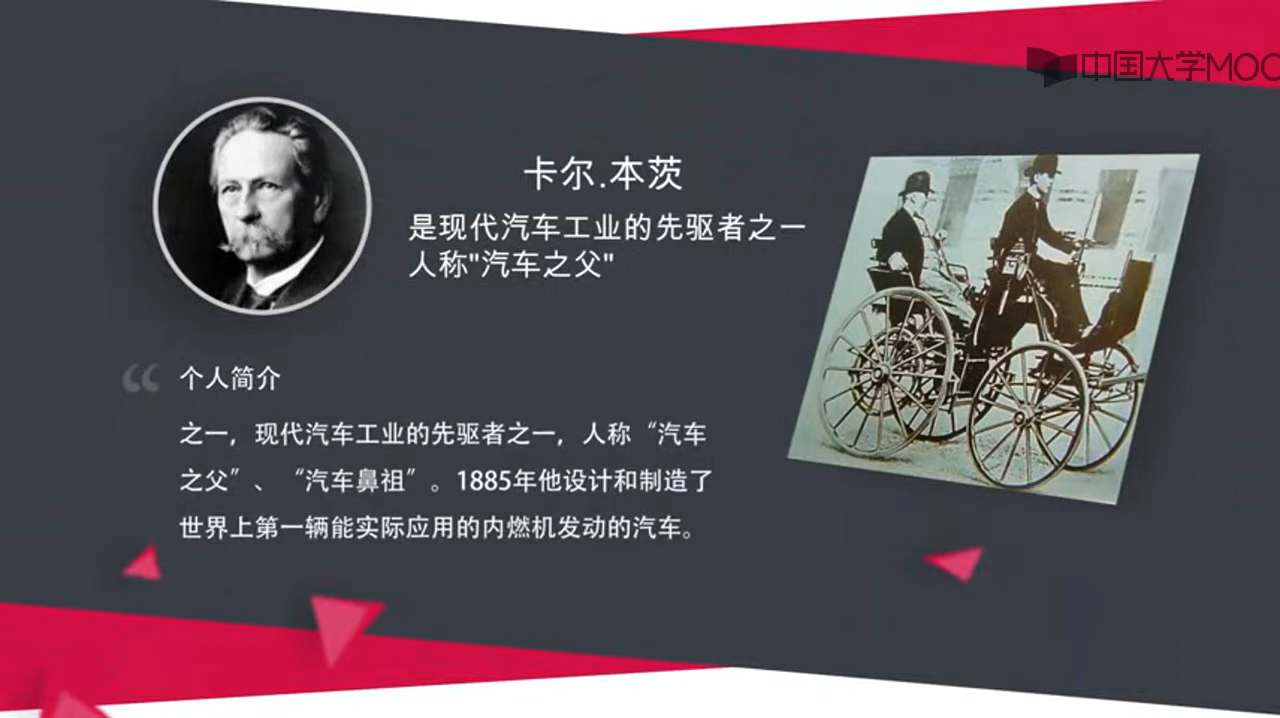 中国大学MOO
卡尔.本茨
是现代汽车工业的先驱者之一
人称"汽车之父"
个人简介
之一，现代汽车工业的先驱者之一，人称“汽车
之父”、“汽车鼻祖”。1885年他设计和制造了
世界上第一辆能实际应用的内燃机发动的汽车。